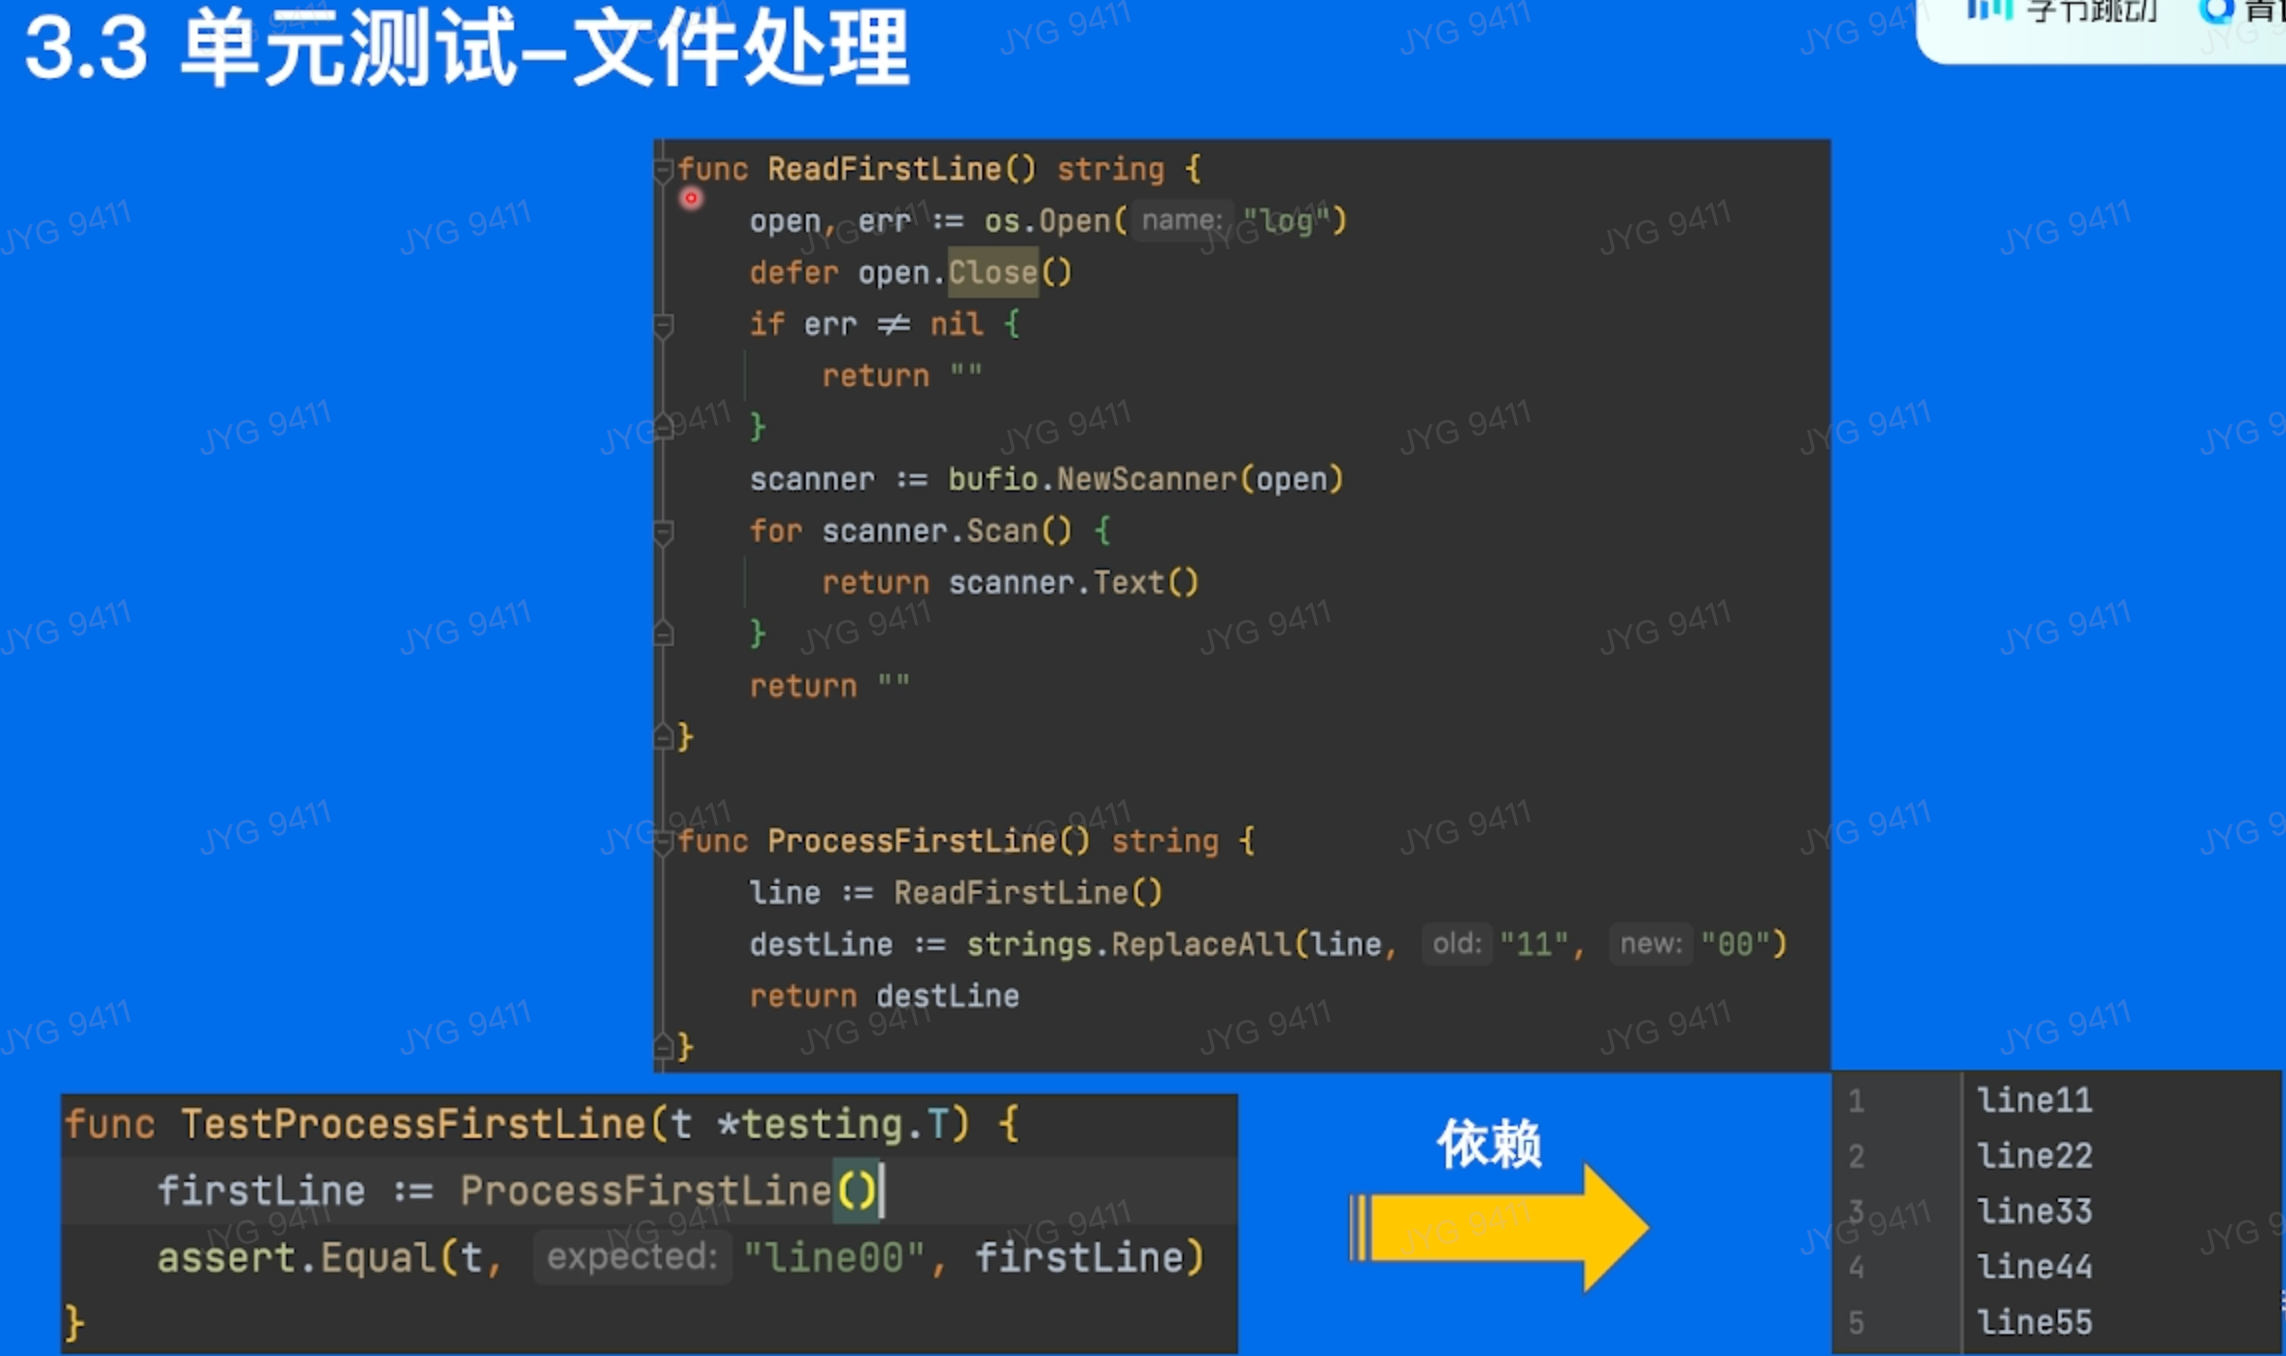 3.3 单元测试-文件处理
字节跳动
func ReadFirstLine() string {
open, err := os.Open( name: "log")
defer open.Close()
if err ≠ nil {
return ""
}
scanner := bufio.NewScanner(open)
for scanner.Scan() {
return scanner.Text()
}
return ""
}
func ProcessFirstLine() string {
line := ReadFirstLine()
destLine := strings.ReplaceAll(line, old: "11", new: "00")
return destLine
}
func TestProcessFirstLine(t *testing.T) {
firstLine := ProcessFirstLine()
assert.Equal(t, expected: "line00", firstLine)
}
依赖
1 line11
2 line22
3 line33
4 line44
5 line55
JYG 9411